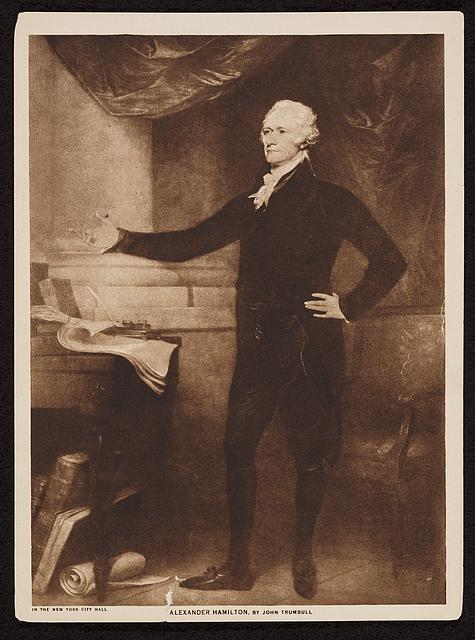 IN THE NEW YORK CITY HALL
ALEXANDER HAMILTON, BY JOHN TRUMBULL